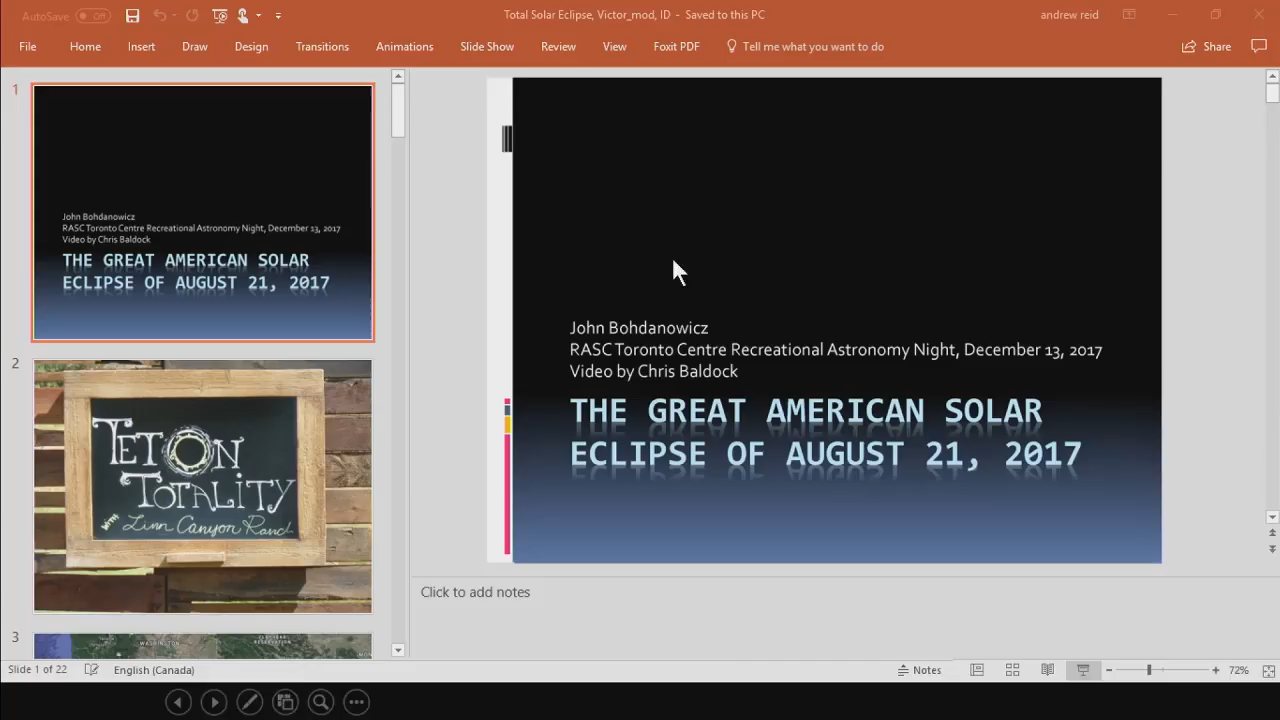 AutoSave
Off
Total Solar Eclipse, Victor_mod, ID - Saved to this PC
andrew reid
File
Home
Insert
Draw
Design
Transitions
Animations
Slide Show
Review
View
Foxit PDF
Tell me what you want to do
Share
1
John Bohdanowicz
RASC Toronto Centre Recreational Astronomy Night, December 13, 2017
Video by Chris Baldock
THE GREAT AMERICAN SOLAR
ECLIPSE OF AUGUST 21, 2017
2
TETON
TOTALITY
WITH Linn Canyon Ranch
3
WASHINGTON
John Bohdanowicz
RASC Toronto Centre Recreational Astronomy Night, December 13, 2017
Video by Chris Baldock
THE GREAT AMERICAN SOLAR
ECLIPSE OF AUGUST 21, 2017
Click to add notes
Slide 1 of 22
English (Canada)
Notes
72%